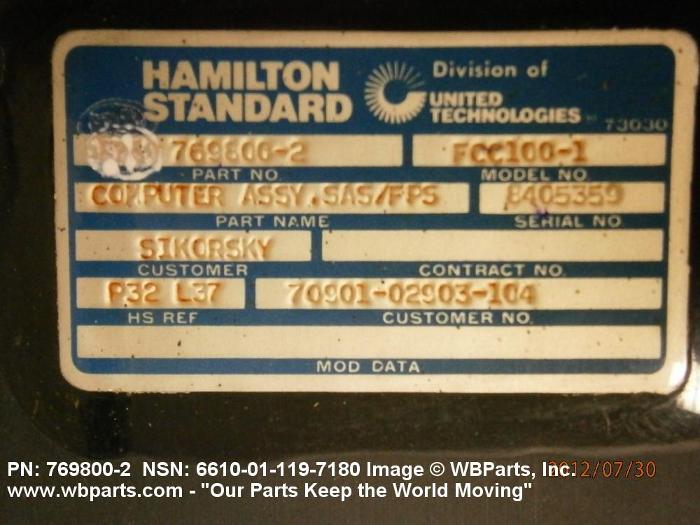 HAMILTON STANDARD
Division of
UNITED TECHNOLOGIES
73030
769800-2 FCC100-1
PART NO. MODEL NO.
COMPUTER ASSY.SAS/FPS 8405359
PART NAME SERIAL NO.
SIKORSKY
CUSTOMER CONTRACT NO.
P32 L37 70901-02903-104
HS REF CUSTOMER NO.
MOD DATA
PN: 769800-2 NSN: 6610-01-119-7180 Image © WBParts, Inc.
2012/07/30
www.wbparts.com - "Our Parts Keep the World Moving"